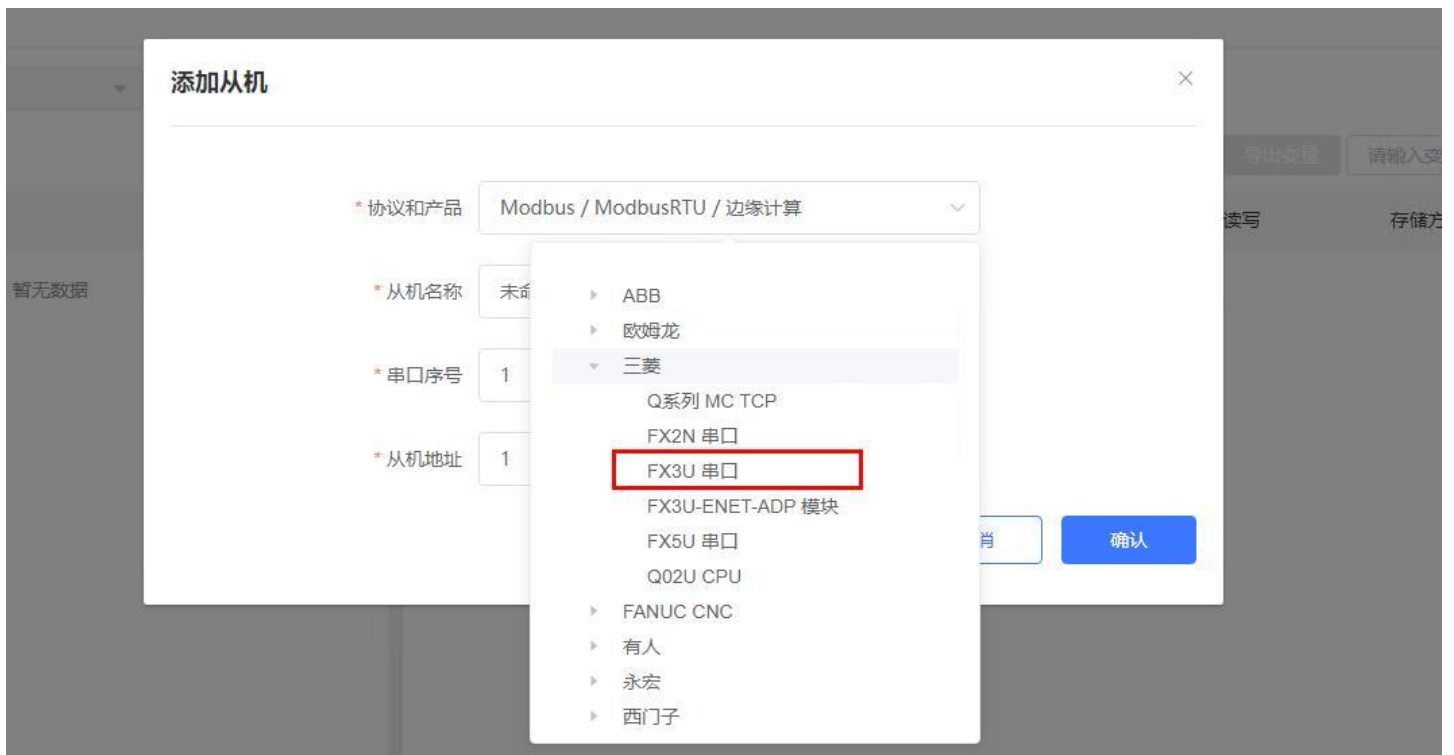 添加从机
导出变量
请输入变
* 协议和产品
Modbus / ModbusRTU / 边缘计算
读写
存储方
暂无数据
* 从机名称
未命
ABB
欧姆龙
* 串口序号
1
三菱
Q系列 MC TCP
FX2N 串口
* 从机地址
1
FX3U 串口
FX3U-ENET-ADP 模块
FX5U 串口
消
确认
Q02U CPU
FANUC CNC
有人
永宏
西门子